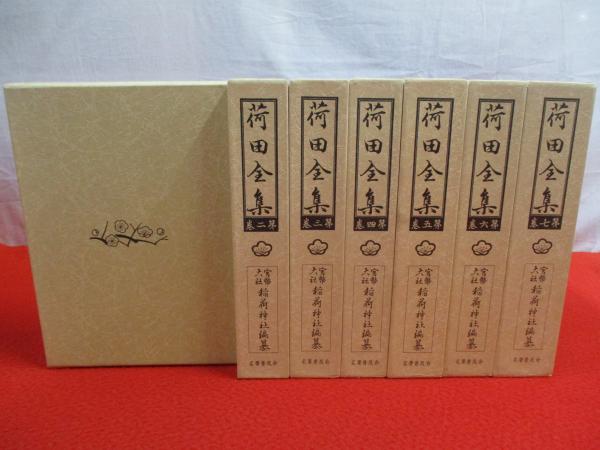 荷田全集
第二巻
官幣大社 稲荷神社編纂
名著普及会
荷田全集
第三巻
官幣大社 稲荷神社編纂
名著普及会
荷田全集
第四巻
官幣大社 稲荷神社編纂
名著普及会
荷田全集
第五巻
官幣大社 稲荷神社編纂
名著普及会
荷田全集
第六巻
官幣大社 稲荷神社編纂
名著普及会
荷田全集
第七巻
官幣大社 稲荷神社編纂
名著普及会